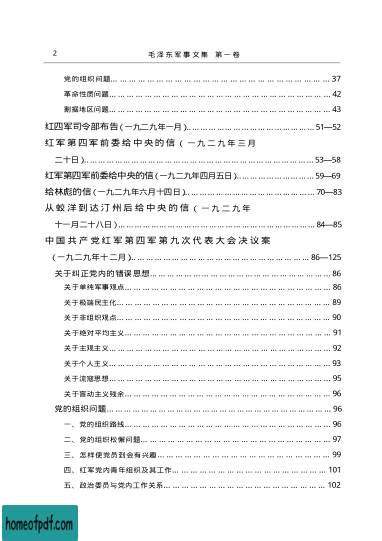 2 毛泽东军事文集 第一卷
党的组织问题………………………………………………37
革命性质问题………………………………………………42
割据地区问题………………………………………………43
红四军司令部布告(一九二九年一月)……………………51—52
红军第四军前委给中央的信(一九二九年三月
二十日)……………………………………………………53—58
红军第四军前委给中央的信(一九二九年四月五日)………59—69
给林彪的信(一九二九年六月十四日)……………………70—83
从蛟洋到达汀州后给中央的信(一九二九年
十一月二十八日)…………………………………………84—85
中国共产党红军第四军第九次代表大会决议案
(一九二九年十二月)……………………………………86—125
关于纠正党内的错误思想…………………………………86
关于单纯军事观点…………………………………………86
关于极端民主化……………………………………………89
关于非组织观点……………………………………………90
关于绝对平均主义…………………………………………91
关于主观主义………………………………………………92
关于个人主义………………………………………………93
关于流寇思想………………………………………………95
关于盲动主义残余…………………………………………96
党的组织问题………………………………………………96
一、党的组织路线…………………………………………96
二、党的组织松懈问题……………………………………97
三、怎样使党员到会有兴趣………………………………99
四、红军党内青年组织及其工作…………………………101
五、政治委员与党内工作关系……………………………102
homeofpdf.com